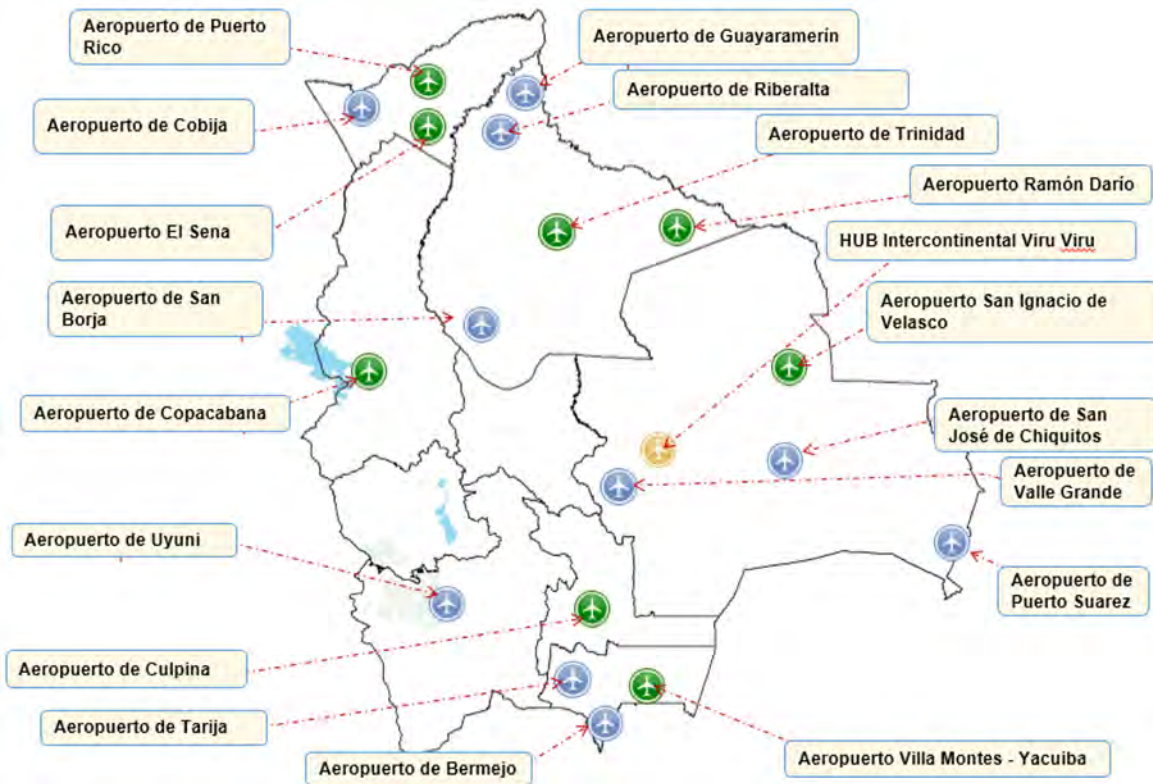 Aeropuerto de Puerto
Rico
Aeropuerto de Guayaramerín
Aeropuerto de Riberalta
Aeropuerto de Cobija
Aeropuerto de Trinidad
Aeropuerto Ramón Darío
Aeropuerto El Sena
HUB Intercontinental Viru Viru
Aeropuerto de San
Borja
Aeropuerto San Ignacio de
Velasco
Aeropuerto de Copacabana
Aeropuerto de San
José de Chiquitos
Aeropuerto de
Valle Grande
Aeropuerto de Uyuni
Aeropuerto de
Puerto Suarez
Aeropuerto de Culpina
Aeropuerto de Tarija
Aeropuerto de Bermejo
Aeropuerto Villa Montes - Yacuiba